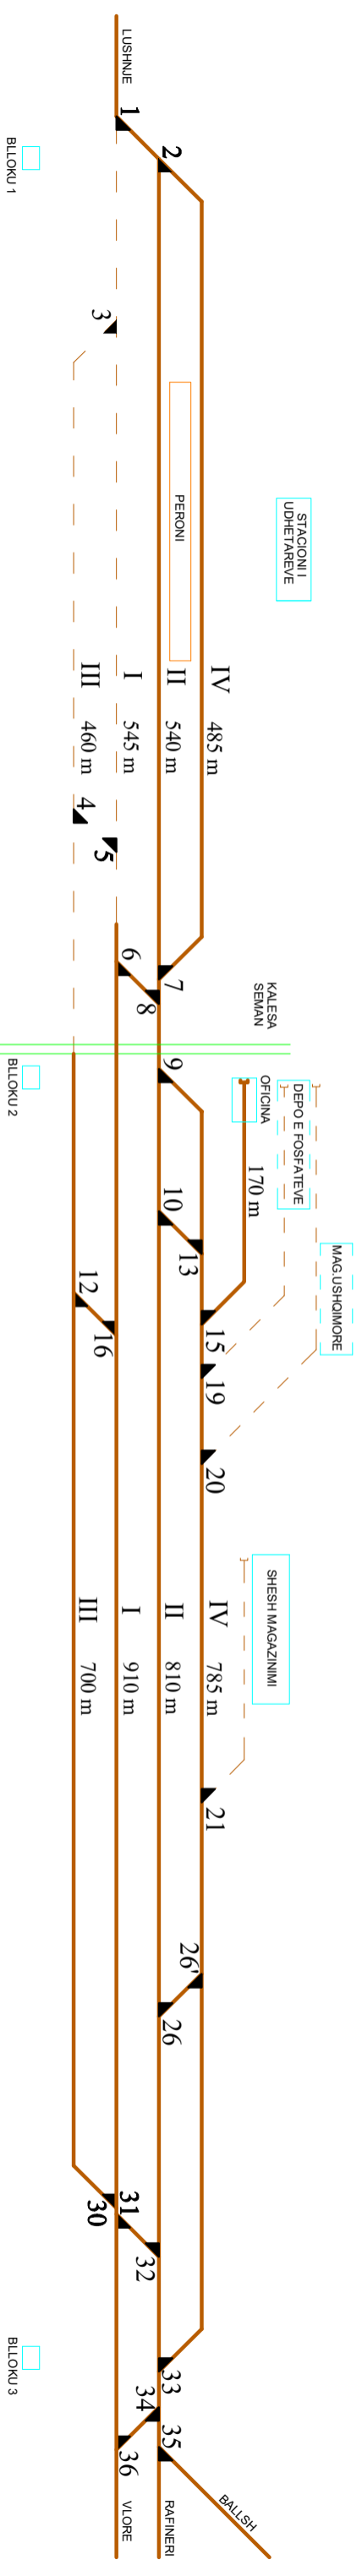 LUSHNJE
1
2
BLLOKU 1
3
PERONI
STACIONI I
UDHETAREVE
IV 485 m
II 540 m
I 545 m
III 460 m
4
5
6
7
8
KALESA
SEMAN
BLLOKU 2
9
OFICINA
DEPO E FOSFATEVE
MAG.USHQIMORE
170 m
10
13
12
16
15
19
20
SHESH MAGAZINIMI
IV 785 m
II 810 m
I 910 m
III 700 m
21
26'
26
30
31
32
33
34
35
36
BLLOKU 3
BALLSH
RAFINERI
VLORE